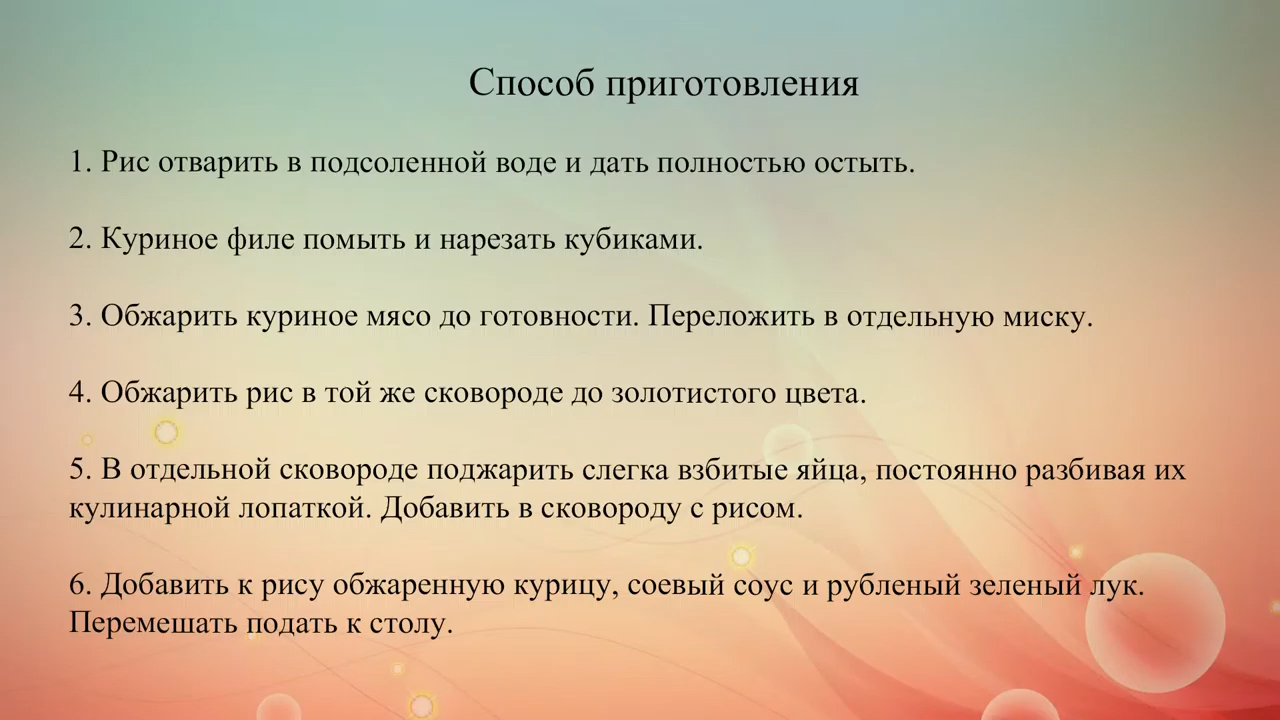 Способ приготовления
1. Рис отварить в подсоленной воде и дать полностью остыть.
2. Куриное филе помыть и нарезать кубиками.
3. Обжарить куриное мясо до готовности. Переложить в отдельную миску.
4. Обжарить рис в той же сковороде до золотистого цвета.
5. В отдельной сковороде поджарить слегка взбитые яйца, постоянно разбивая их
кулинарной лопаткой. Добавить в сковороду с рисом.
6. Добавить к рису обжаренную курицу, соевый соус и рубленый зеленый лук.
Перемешать подать к столу.